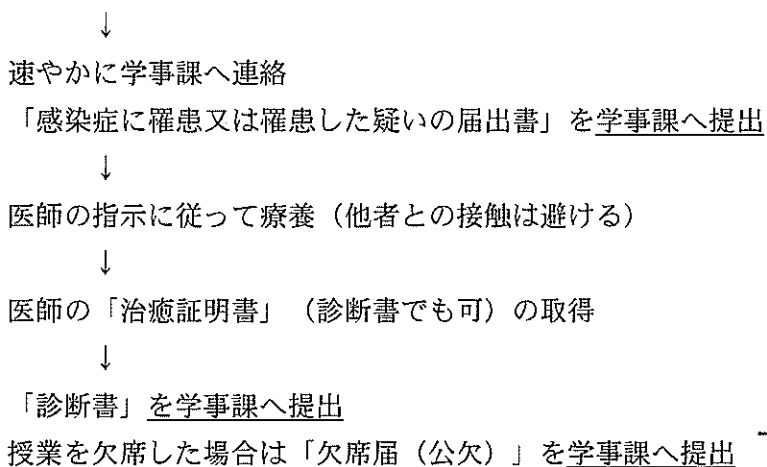 ↓
速やかに学事課へ連絡
「感染症に罹患又は罹患した疑いの届出書」を学事課へ提出
↓
医師の指示に従って療養（他者との接触は避ける）
↓
医師の「治癒証明書」（診断書でも可）の取得
↓
「診断書」を学事課へ提出
授業を欠席した場合は「欠席届（公欠）」を学事課へ提出